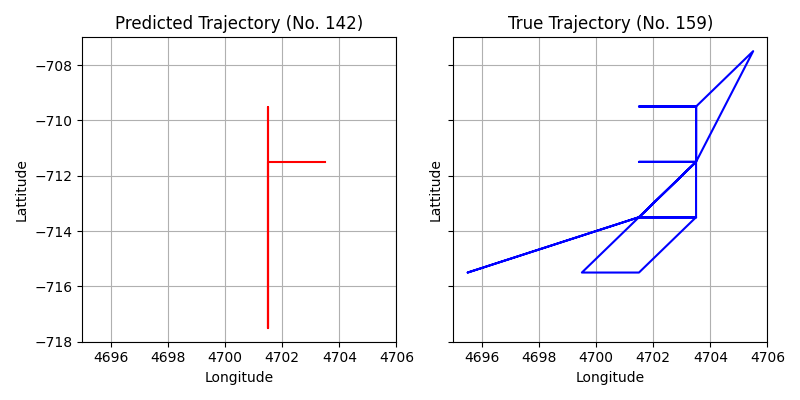 Predicted Trajectory (No. 142)
True Trajectory (No. 159)
Lattitude
−708
−710
−712
−714
−716
−718
4696 4698 4700 4702 4704 4706
Longitude
Lattitude
4696 4698 4700 4702 4704 4706
Longitude